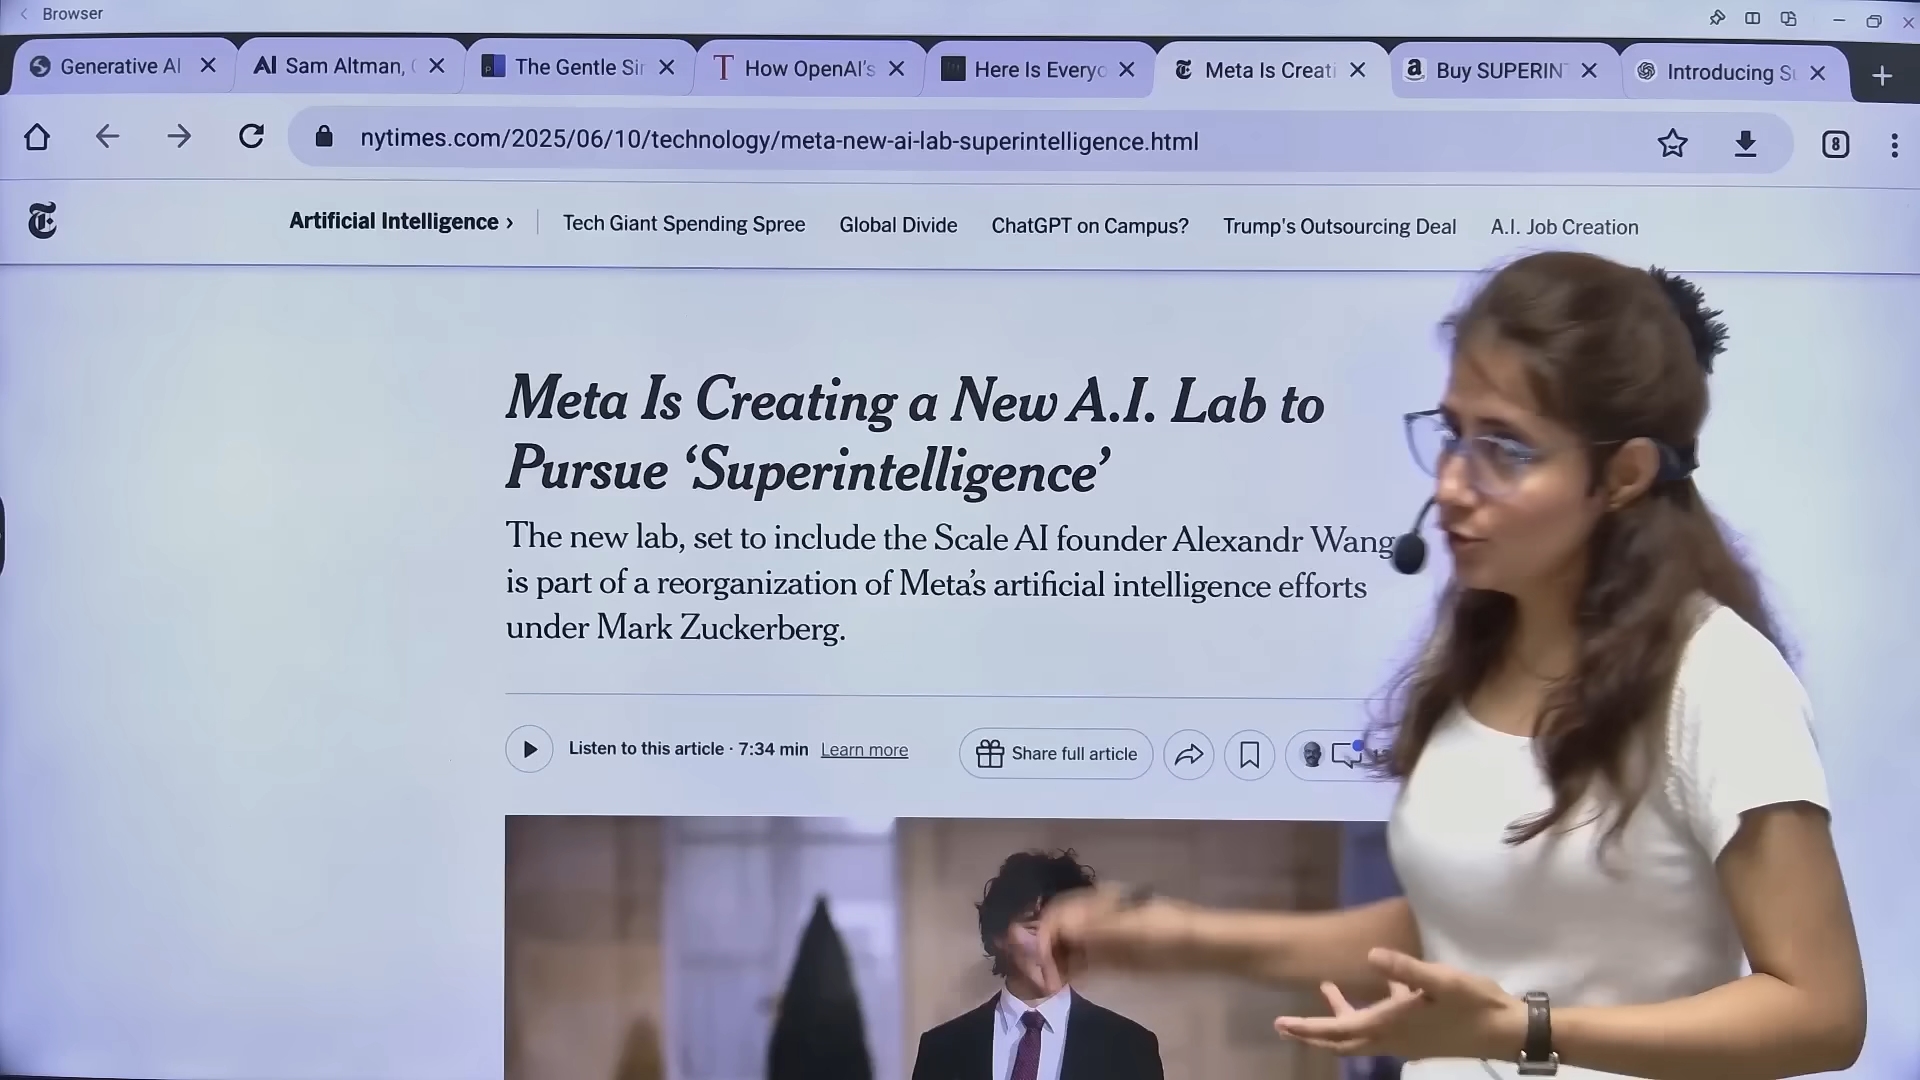 Browser
Generative AI
AI Sam Altman, (
The Gentle Sin
T How OpenAI's
Here Is Everyo
Meta Is Creati
a Buy SUPERIN
Introducing Su
nytimes.com/2025/06/10/technology/meta-new-ai-lab-superintelligence.html
8
T
Artificial Intelligence ›
Tech Giant Spending Spree
Global Divide
ChatGPT on Campus?
Trump's Outsourcing Deal
A.I. Job Creation
Meta Is Creating a New A.I. Lab to
Pursue ‘Superintelligence’
The new lab, set to include the Scale AI founder Alexandr Wang
is part of a reorganization of Meta’s artificial intelligence efforts
under Mark Zuckerberg.
Listen to this article · 7:34 min Learn more
Share full article